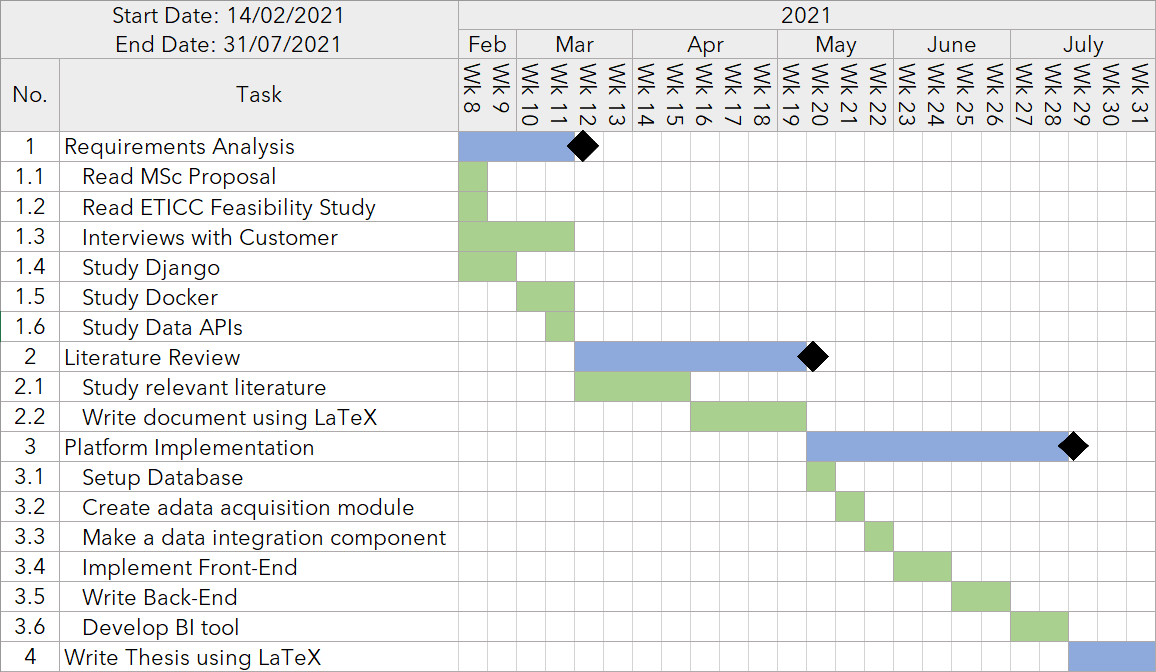 Start Date: 14/02/2021
End Date: 31/07/2021
2021
Feb Mar Apr May June July
No. Task Wk 8 Wk 9 Wk 10 Wk 11 Wk 12 Wk 13 Wk 14 Wk 15 Wk 16 Wk 17 Wk 18 Wk 19 Wk 20 Wk 21 Wk 22 Wk 23 Wk 24 Wk 25 Wk 26 Wk 27 Wk 28 Wk 29 Wk 30 Wk 31
1 Requirements Analysis
1.1 Read MSc Proposal
1.2 Read ETICC Feasibility Study
1.3 Interviews with Customer
1.4 Study Django
1.5 Study Docker
1.6 Study Data APIs
2 Literature Review
2.1 Study relevant literature
2.2 Write document using LaTeX
3 Platform Implementation
3.1 Setup Database
3.2 Create adata acquisition module
3.3 Make a data integration component
3.4 Implement Front-End
3.5 Write Back-End
3.6 Develop BI tool
4 Write Thesis using LaTeX